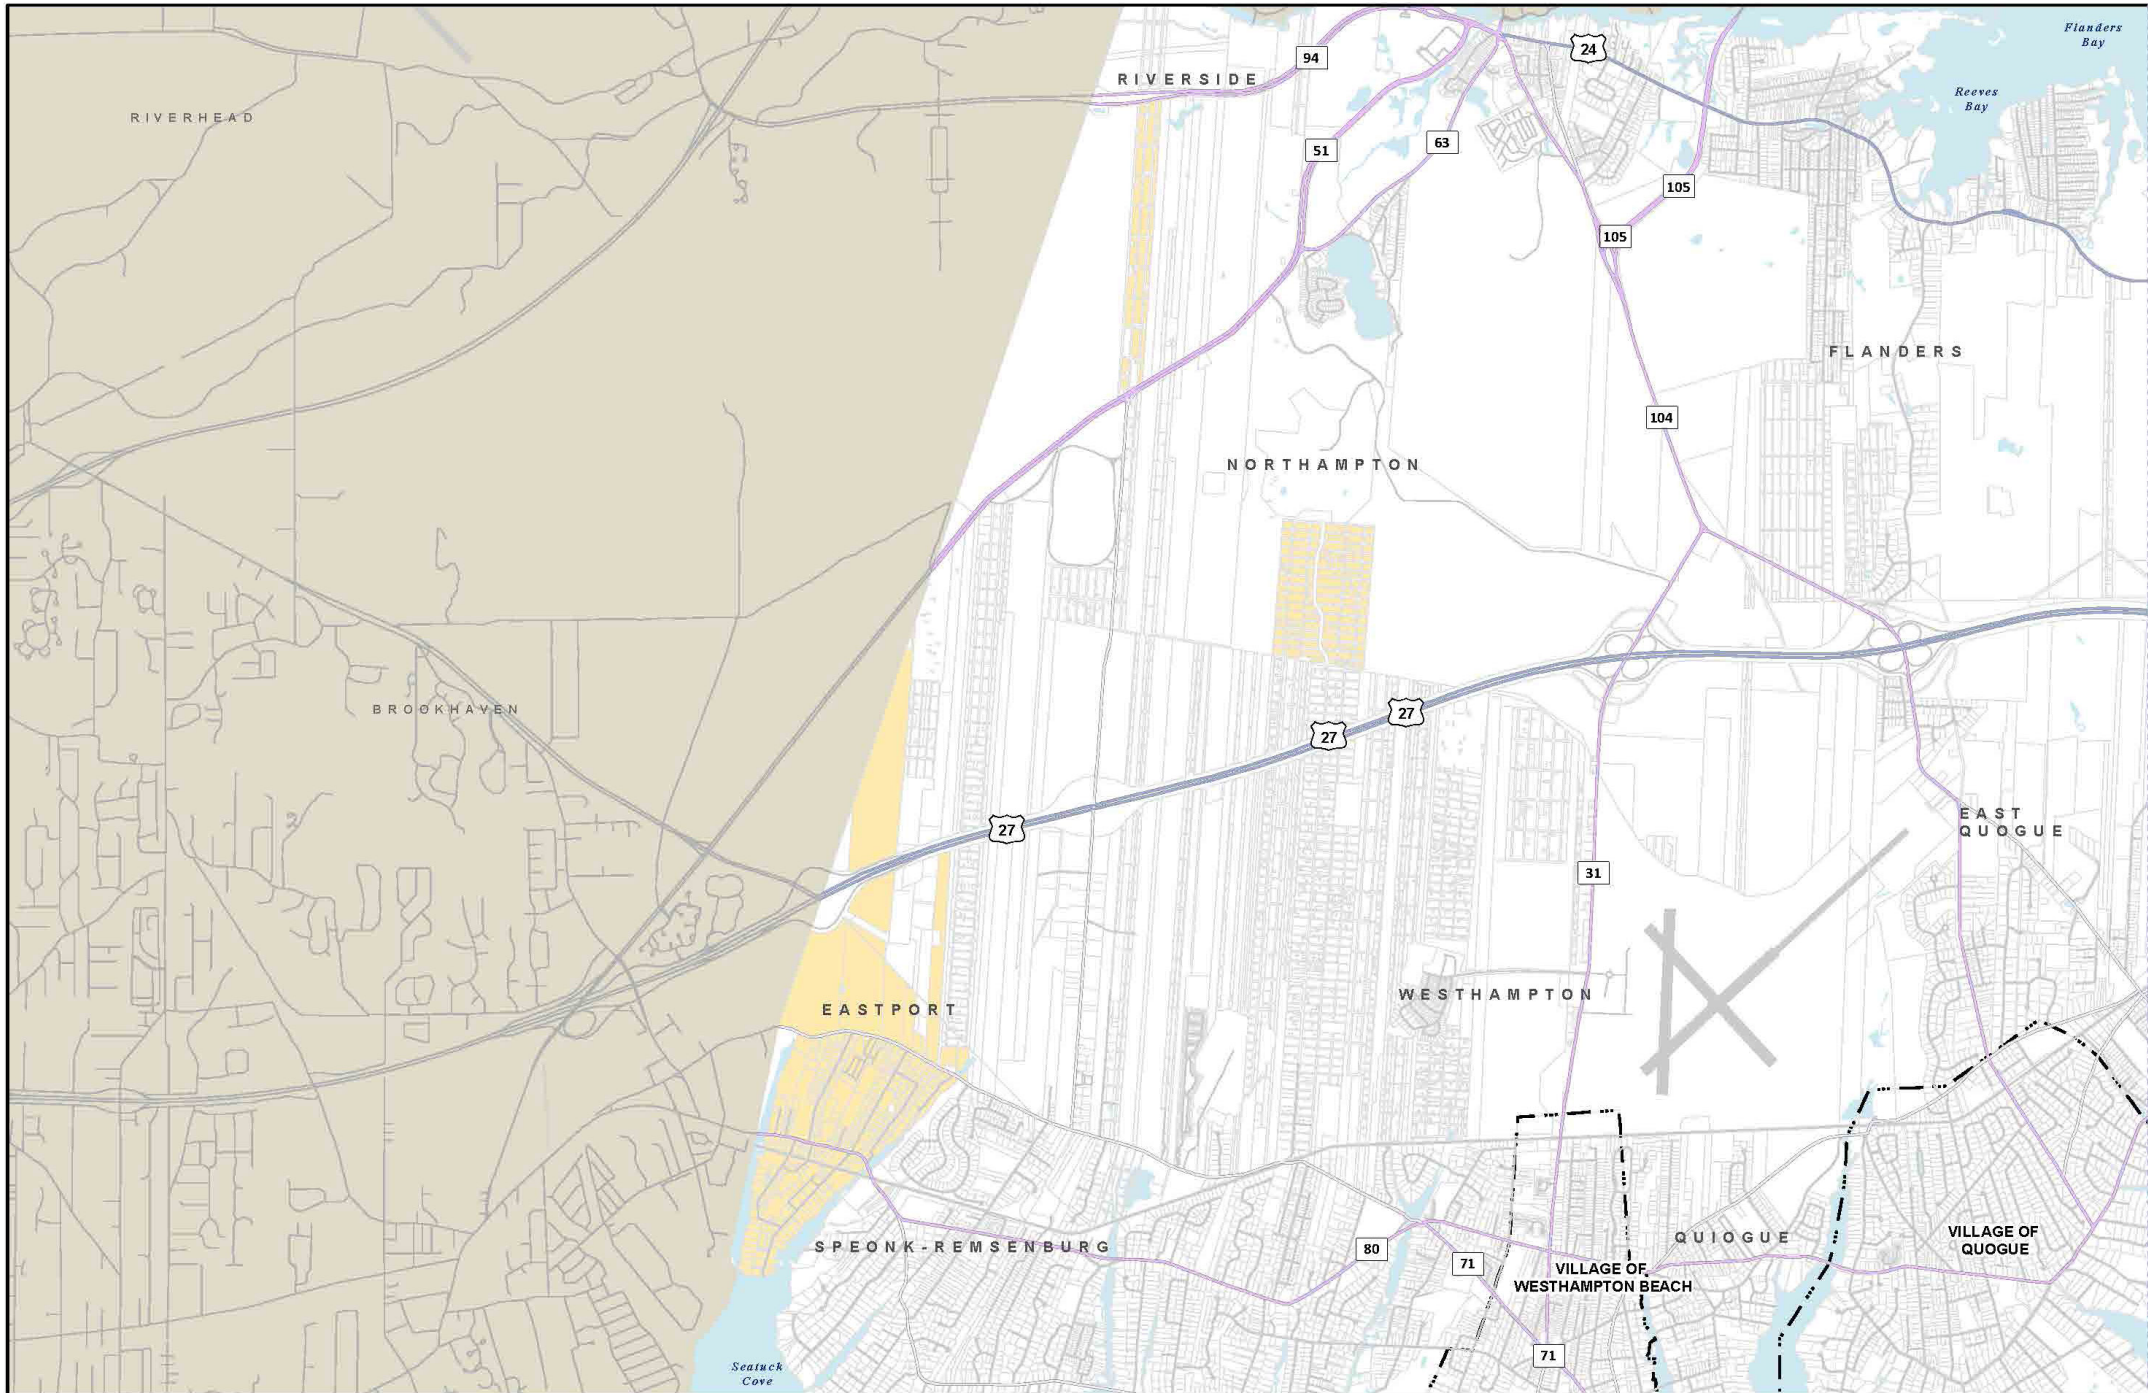 Flanders
Bay
24
94
RIVERSIDE
Reeves
Bay
RIVERHEAD
63
51
105
105
FLANDERS
104
NORTHAMPTON
BROOKHAVEN
27
27
27
EAST
QUOGUE
31
WESTHAMPTON
EASTPORT
VILLAGE OF
QUOGUE
QUIOGUE
SPEONK-REMSENBURG
80
71
VILLAGE OF
WESTHAMPTON BEACH
71
Seatuck
Cove